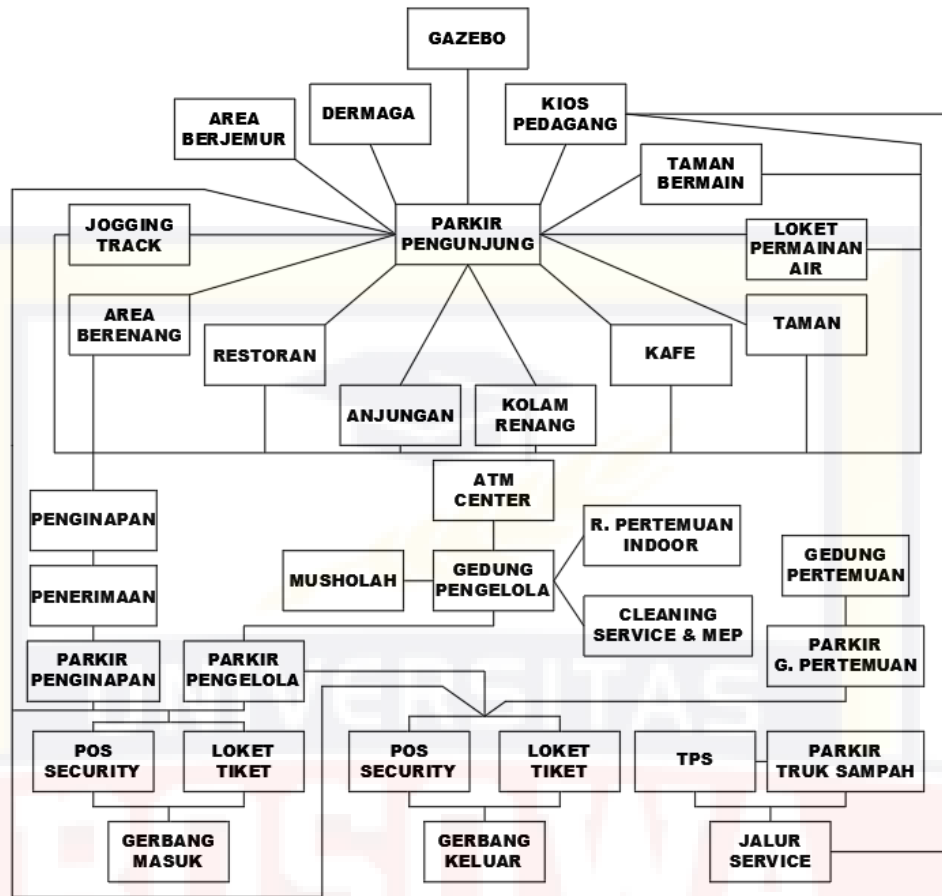 GAZEBO
AREA
BERJEMUR
DERMAGA
KIOS
PEDAGANG
TAMAN
BERMAIN
JOGGING
TRACK
PARKIR
PENGUNJUNG
LOKET
PERMAINAN
AIR
AREA
BERENANG
RESTORAN
ANJUNGAN
KOLAM
RENANG
KAFE
TAMAN
ATM
CENTER
PENGINAPAN
R. PERTEMUAN
INDOOR
MUSHOLAH
GEDUNG
PENGELOLA
GEDUNG
PERTEMUAN
PENERIMAAN
CLEANING
SERVICE & MEP
PARKIR
PENGINAPAN
PARKIR
PENGELOLA
PARKIR
G. PERTEMUAN
UNIVERSITAS
POS
SECURITY
LOKET
TIKET
POS
SECURITY
LOKET
TIKET
TPS
PARKIR
TRUK SAMPAH
GERBANG
MASUK
GERBANG
KELUAR
JALUR
SERVICE